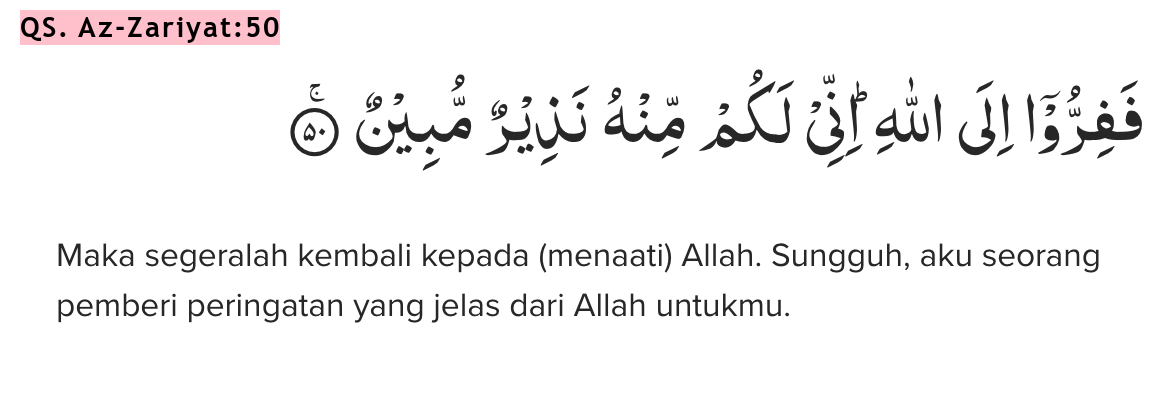 QS. Az-Zariyat:50
فَفِرُّوْٓا اِلَى اللّٰهِ ۗاِنِّيْ لَكُمْ مِّنْهُ نَذِيْرٌ مُّبِيْنٌۚ ۝٥٠
Maka segeralah kembali kepada (menaati) Allah. Sungguh, aku seorang
pemberi peringatan yang jelas dari Allah untukmu.